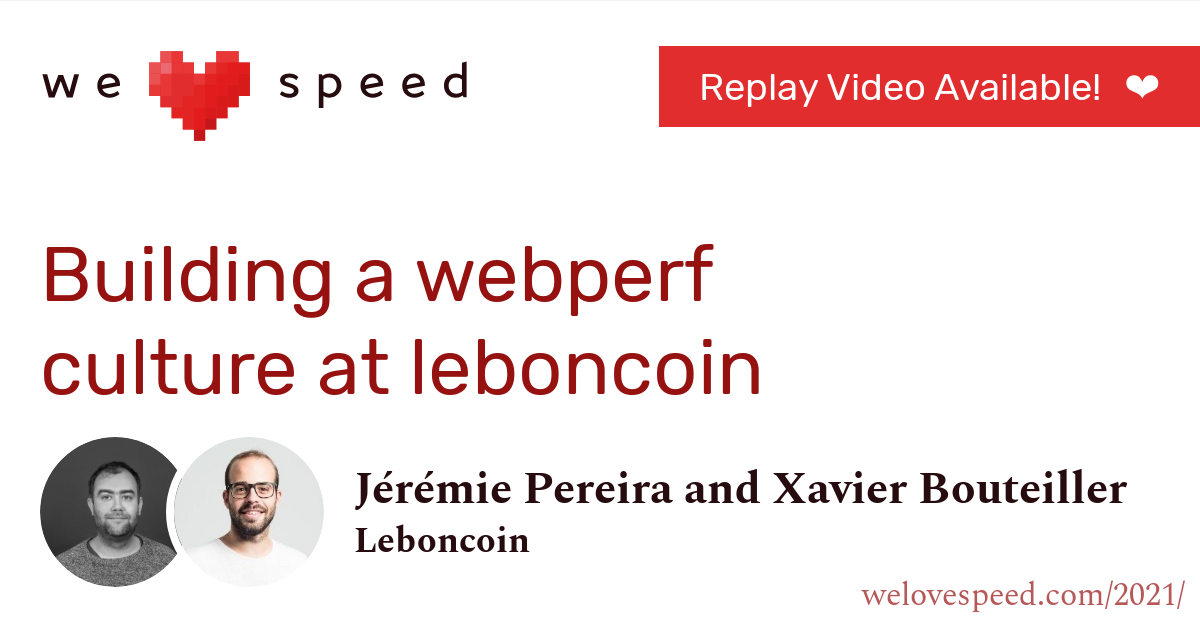 we speed
Replay Video Available! ❤
Building a webperf
culture at leboncoin
Jérémie Pereira and Xavier Bouteiller
Leboncoin
welovespeed.com/2021/